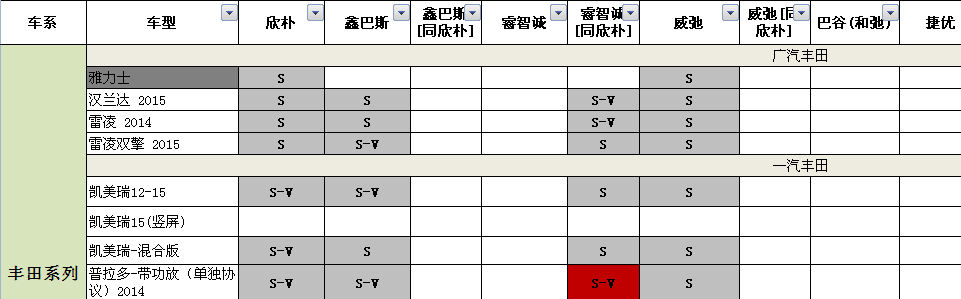 车系 车型 欣朴 鑫巴斯 鑫巴斯[同欣朴] 睿智诚 睿智诚[同欣朴] 威弛 威弛[同欣朴] 巴谷(和弛) 捷优
广汽丰田
雅力士 S S
汉兰达 2015 S S S-V S
雷凌 2014 S S S-V S
雷凌双擎 2015 S S-V S S
一汽丰田
凯美瑞12-15 S-V S-V S S
凯美瑞15(竖屏)
凯美瑞-混合版 S-V S S S
丰田系列
普拉多-带功放（单独协
议）2014 S-V S-V S-V S